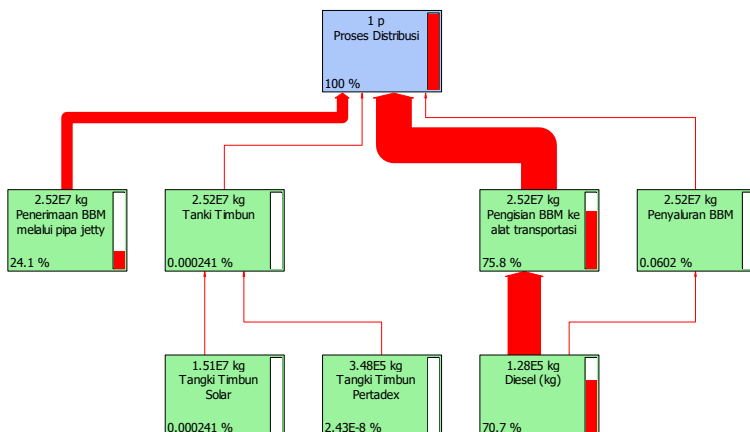 1 p
Proses Distribusi
100 %
2.52E7 kg
Penerimaan BBM
melalui pipa jetty
24.1 %
2.52E7 kg
Tanki Timbun
0.000241 %
2.52E7 kg
Pengisian BBM ke
alat transportasi
75.8 %
2.52E7 kg
Penyaluran BBM
0.0602 %
1.51E7 kg
Tangki Timbun
Solar
0.000241 %
3.48E5 kg
Tangki Timbun
Pertadex
2.43E-8 %
1.28E5 kg
Diesel (kg)
70.7 %